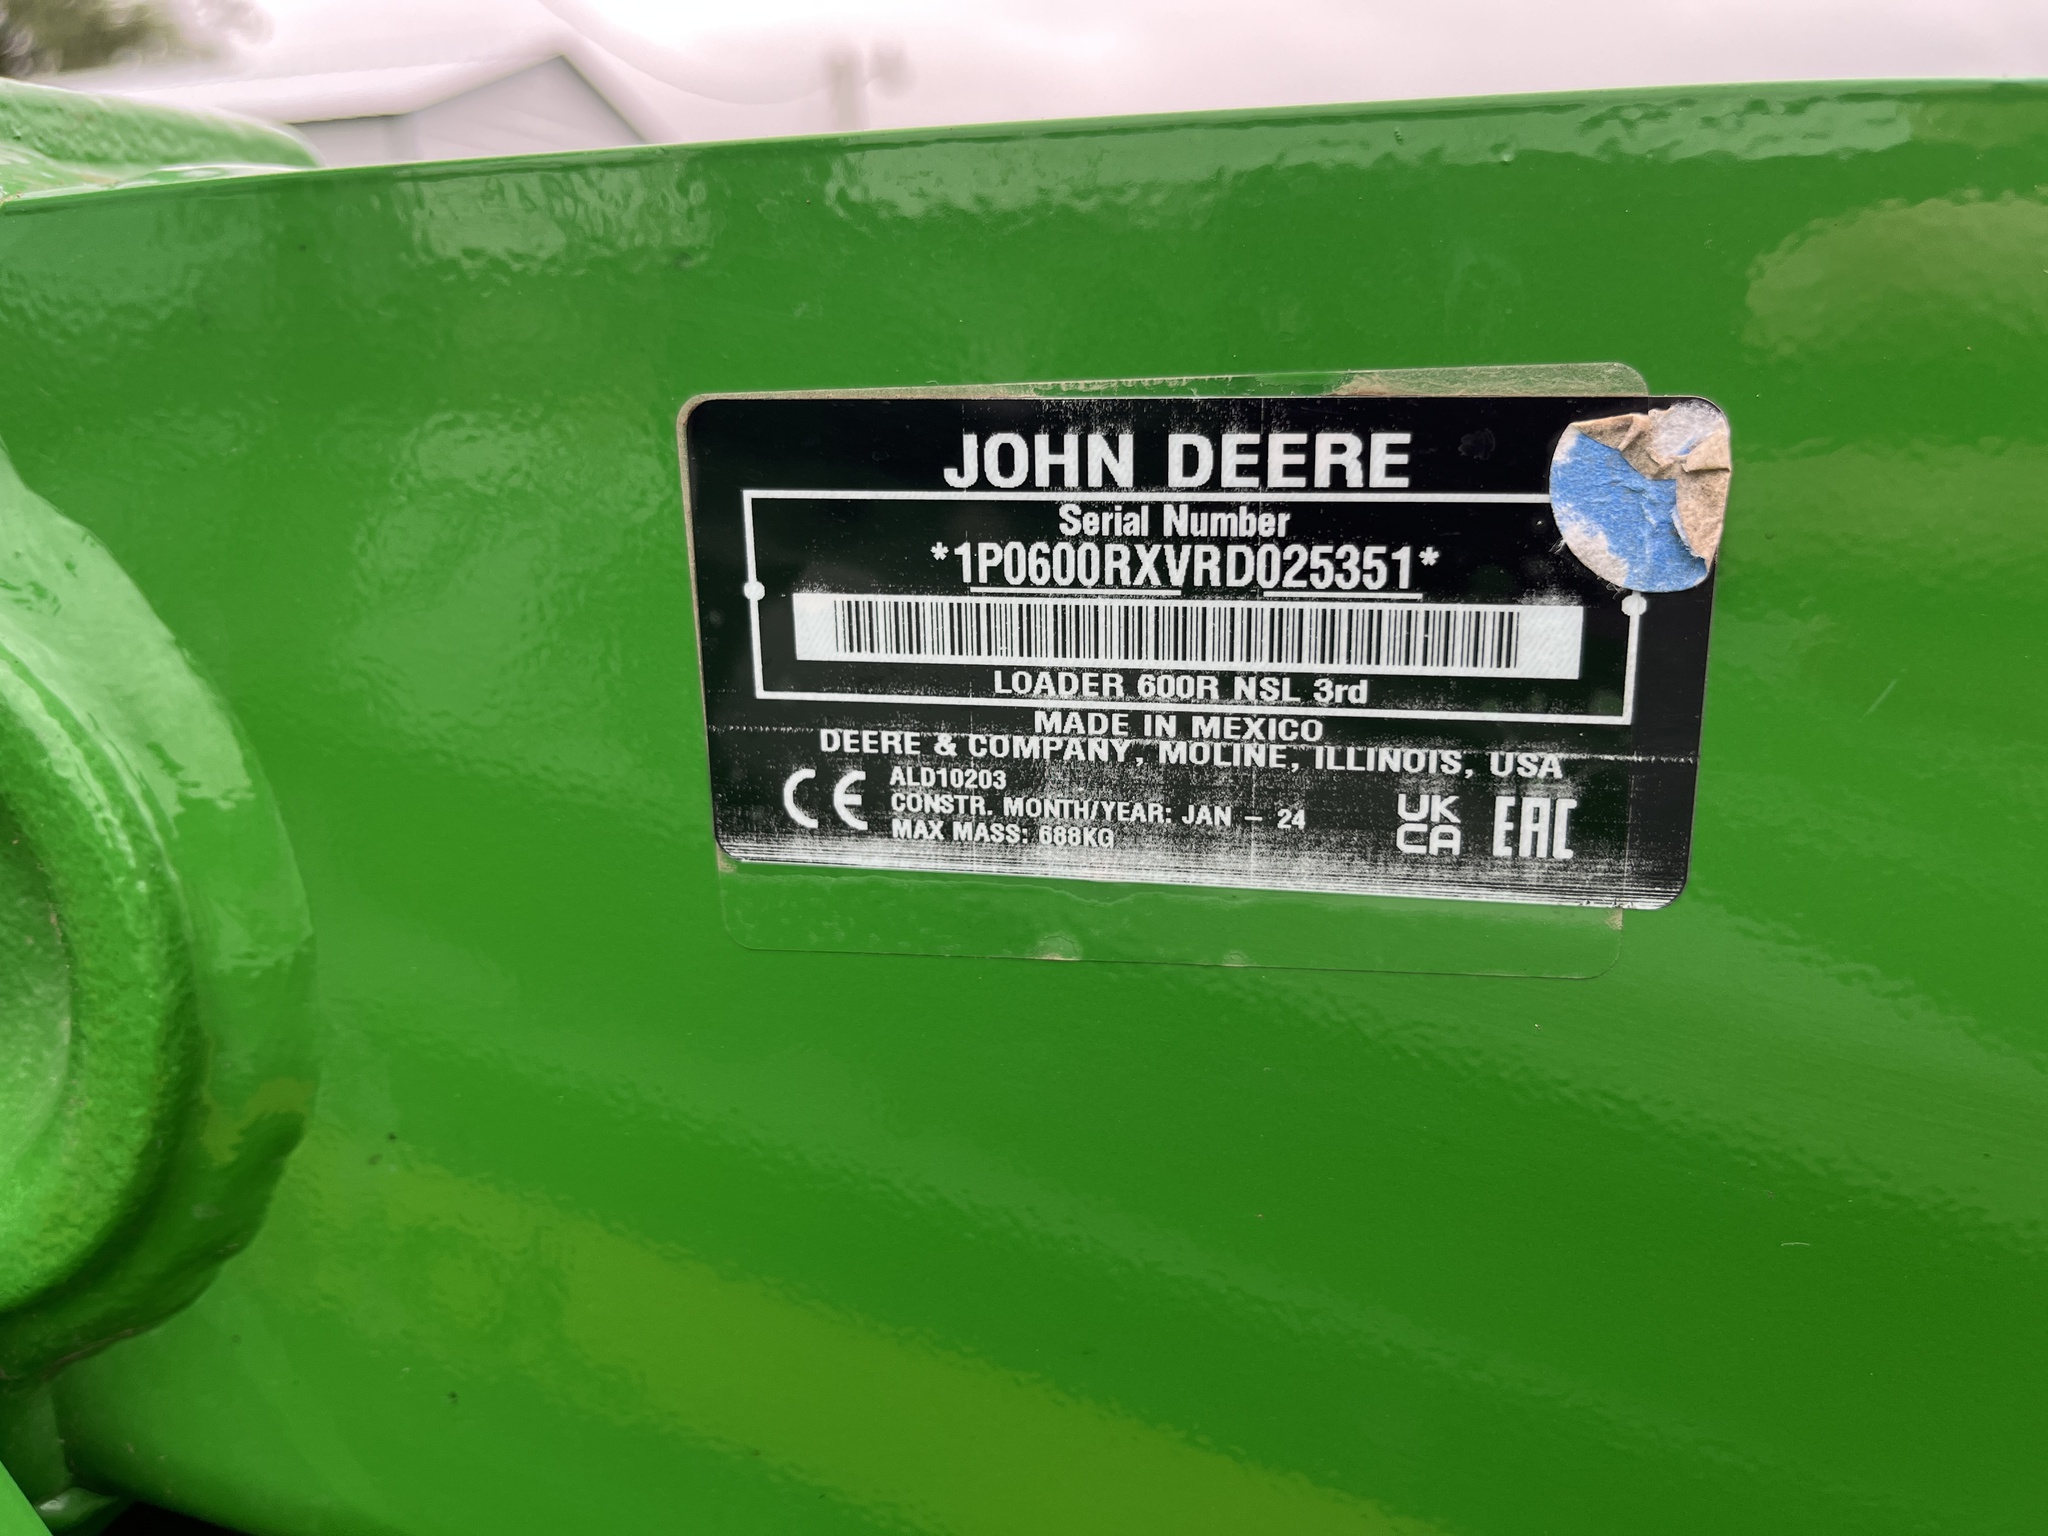 JOHN DEERE
Serial Number
*1P0600RXVRD025351*
LOADER 600R NSL 3rd
MADE IN MEXICO
DEERE & COMPANY, MOLINE, ILLINOIS, USA
CE ALD10203
CONSTR. MONTH/YEAR: JAN - 24
MAX MASS: 688KG
UK
CA
EAC